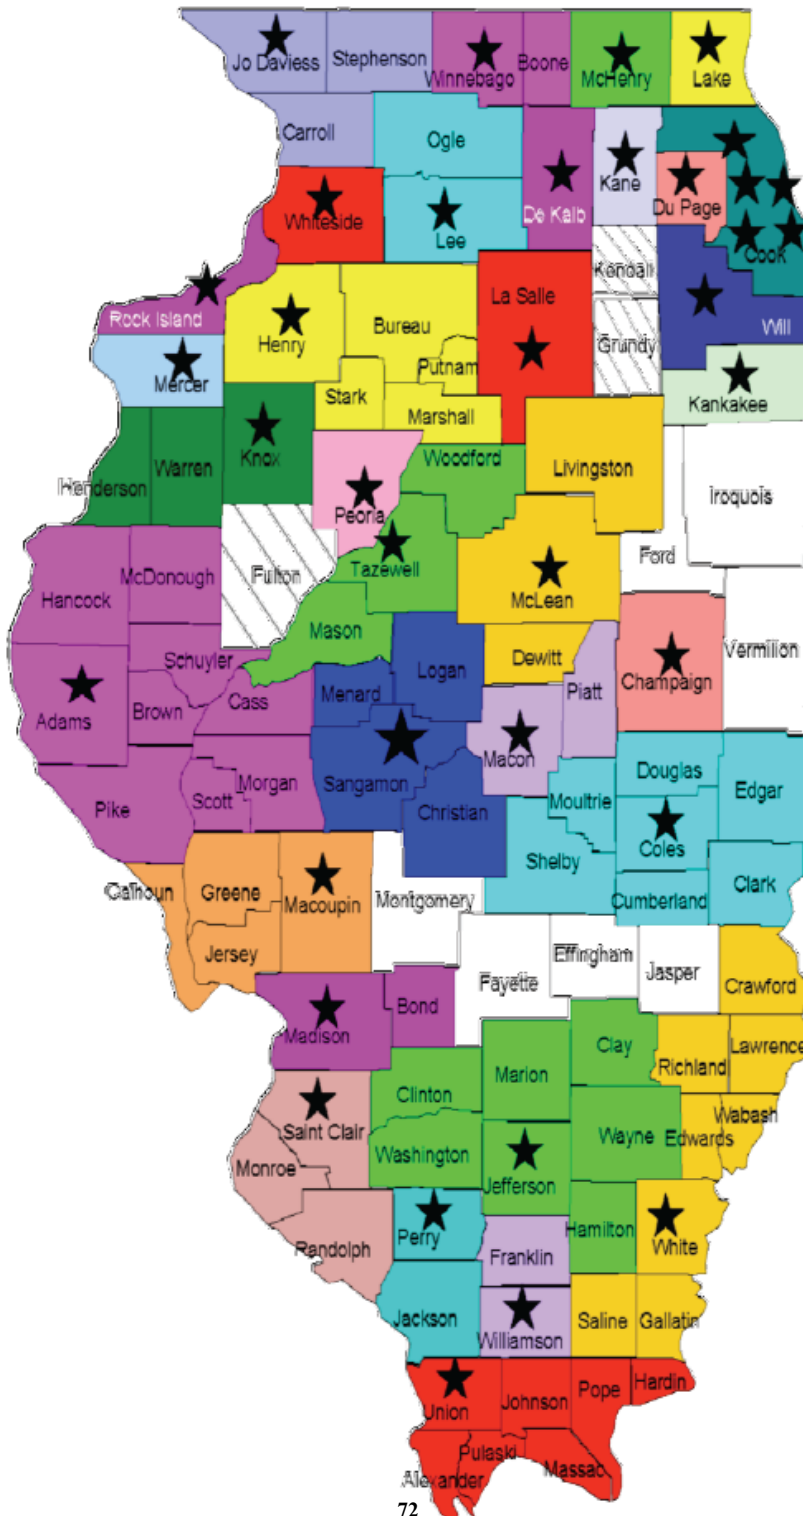 Jo Daviess
Stephenson
Winnebago
Boone
McHenry
Lake
Carroll
Ogle
De Kalb
Kane
Du Page
Cook
Whiteside
Lee
Kendall
Rock Island
Henry
Bureau
La Salle
Grundy
Will
Mercer
Putnam
Kankakee
Stark
Marshall
Henderson
Warren
Knox
Peoria
Woodford
Livingston
Iroquois
Fulton
Tazewell
McLean
Ford
Hancock
McDonough
Mason
Schuyler
Logan
Dewitt
Piatt
Champaign
Vermilion
Adams
Brown
Cass
Menard
Macon
Pike
Scott
Morgan
Sangamon
Christian
Moultrie
Douglas
Edgar
Coles
Shelby
Cumberland
Clark
Calhoun
Greene
Macoupin
Montgomery
Jersey
Fayette
Effingham
Jasper
Crawford
Madison
Bond
Clinton
Marion
Clay
Richland
Lawrence
Saint Clair
Washington
Jefferson
Wayne
Edwards
Wabash
Monroe
Randolph
Perry
Franklin
Hamilton
White
Jackson
Williamson
Saline
Gallatin
Union
Johnson
Pope
Hardin
Alexander
Pulaski
Massac
72